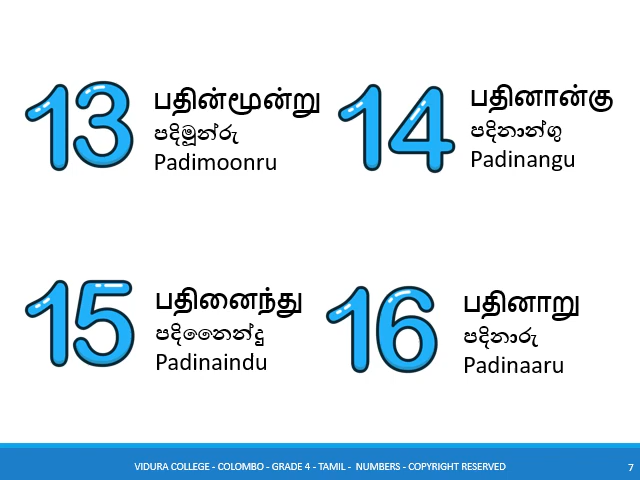 13
பதின்மூன்று
පදිමූන්රු
Padimoonru
14
பதினான்கு
පදිනාන්ගු
Padinangu
15
பதினைந்து
පදිනෛන්දු
Padinaindu
16
பதினாறு
පදිනාරු
Padinaaru
VIDURA COLLEGE - COLOMBO - GRADE 4 - TAMIL - NUMBERS - COPYRIGHT RESERVED
7